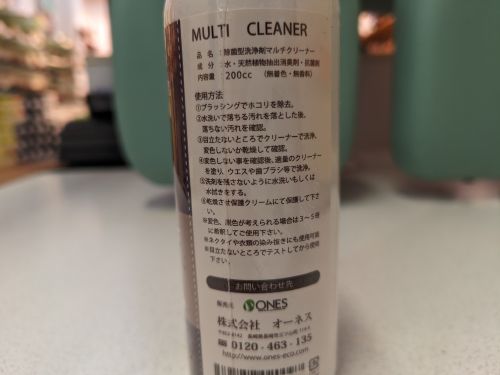 MULTI CLEANER
品 名：除菌型洗浄剤マルチクリーナー
成 分：水・天然植物抽出消臭剤・抗菌剤
内容量：200cc （無着色・無香料）
使用方法
①ブラッシングでホコリを除去。
②水洗いで落ちる汚れを落とした後、
落ちない汚れを確認。
③目立たないところでクリーナーで洗浄、
変色しないか乾燥して確認。
④変色しない事を確認後、適量のクリーナー
を塗り、ウエスや歯ブラシ等で洗浄。
⑤洗剤を残さないように水洗いもしくは
水拭きをする。
⑥乾燥させ保護クリームにて保護して下さ
い。
※変色、褪色が考えられる場合は3～5倍
に希釈してご使用下さい。
※ネクタイや衣類の染み抜きにも使用可能
※目立たないところでテストしてから使用
下さい。
お問い合わせ先
販売元 ONES
株式会社 オーネス
0120-463-135
http://www.ones-eco.com/